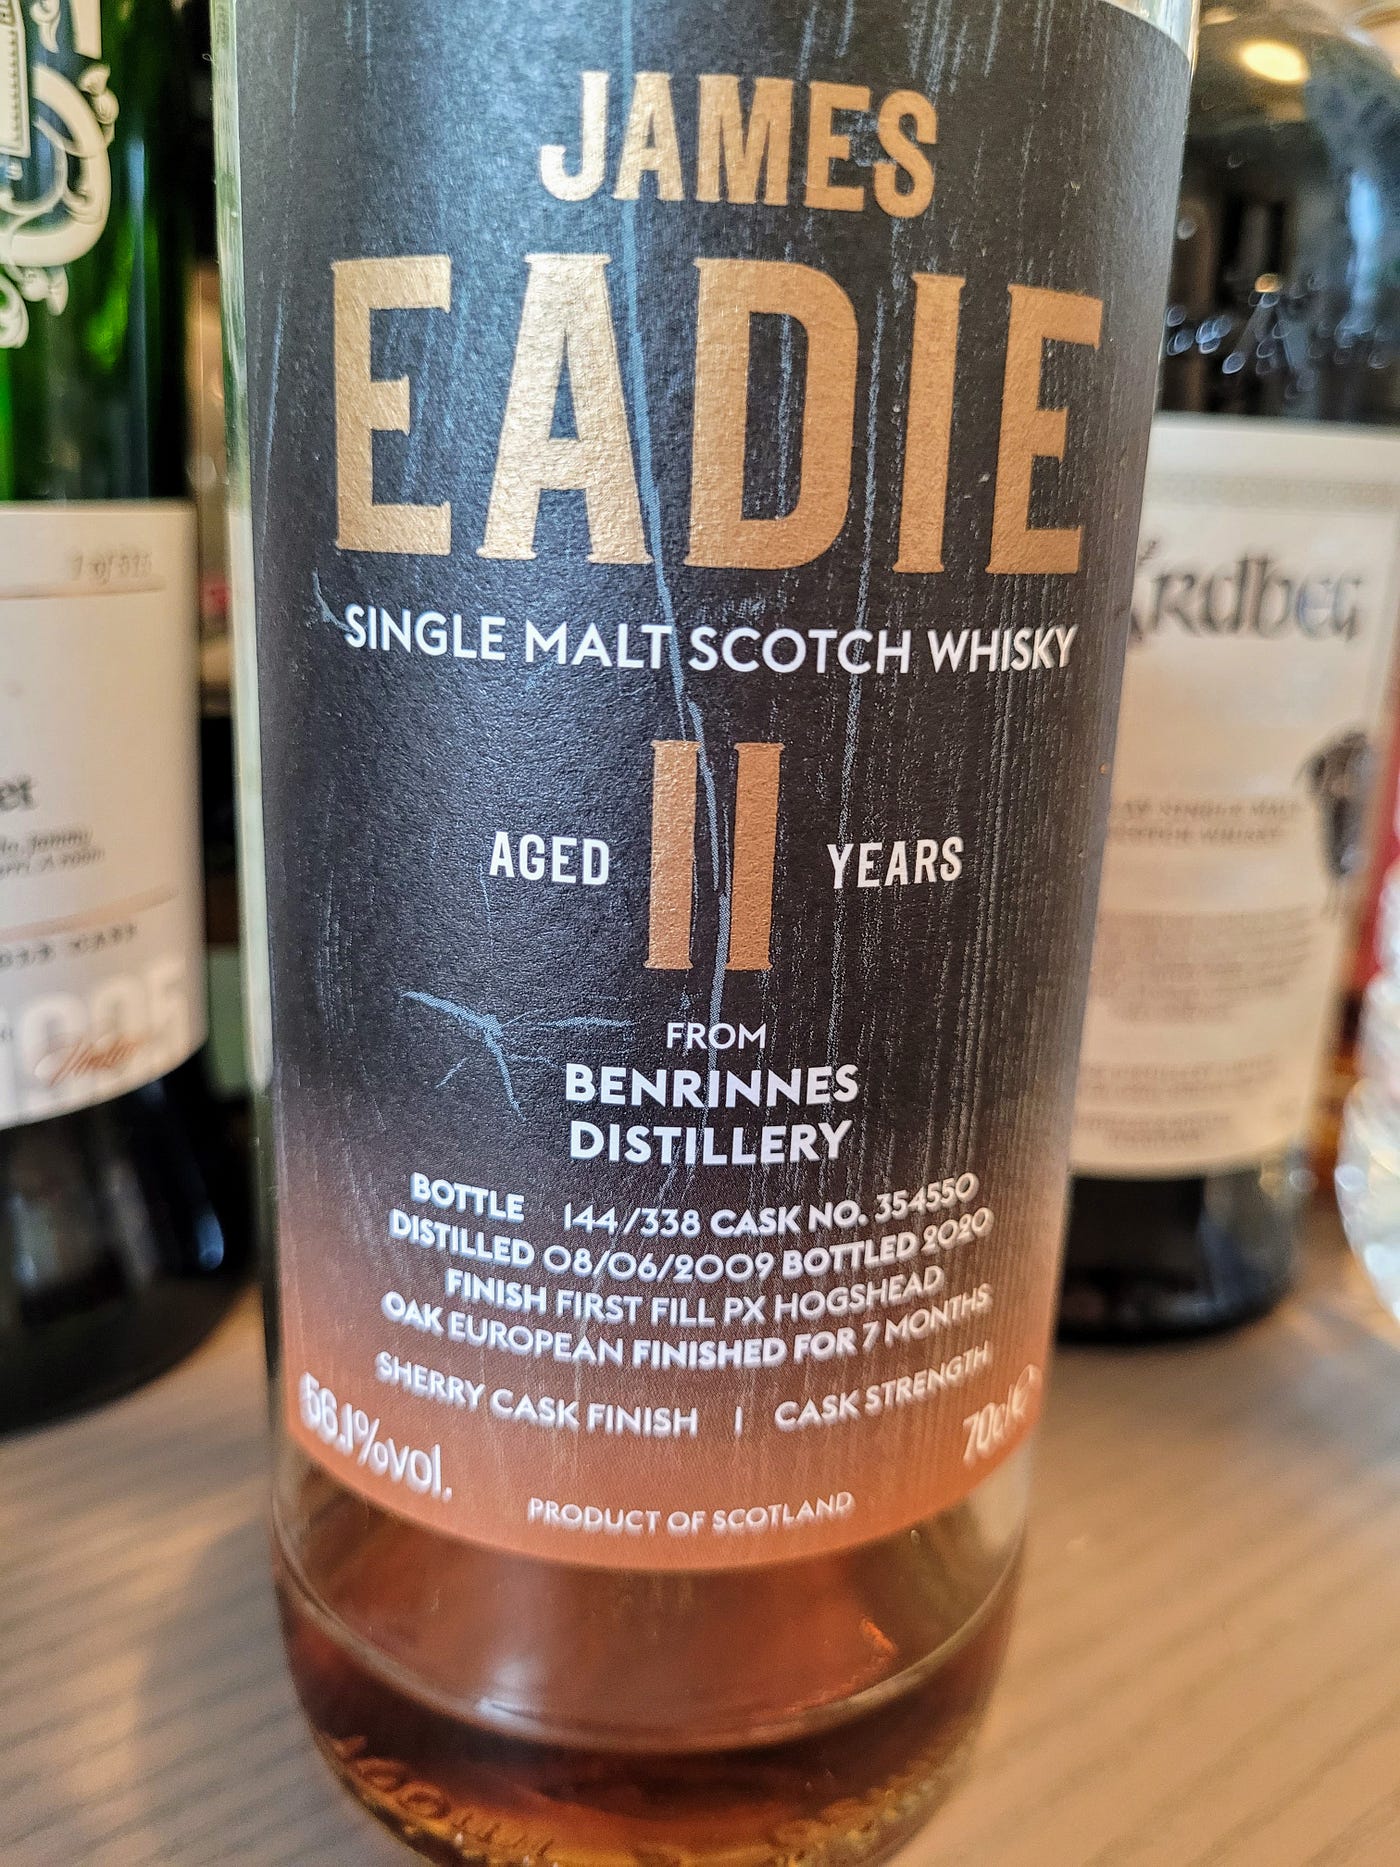 JAMES
EADIE
SINGLE MALT SCOTCH WHISKY
AGED 11 YEARS
FROM
BENRINNES
DISTILLERY
BOTTLE 144/338 CASK NO. 354550
DISTILLED 08/06/2009 BOTTLED 2020
FINISH FIRST FILL PX HOGSHEAD
OAK EUROPEAN FINISHED FOR 7 MONTHS
SHERRY CASK FINISH | CASK STRENGTH
56.1%vol. 70cl e
PRODUCT OF SCOTLAND
Ardbeg